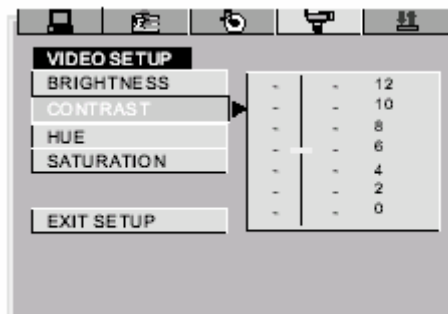 VIDEO SETUP
BRIGHTNESS
CONTRAST
HUE
SATURATION
EXIT SETUP
12
10
8
6
4
2
0